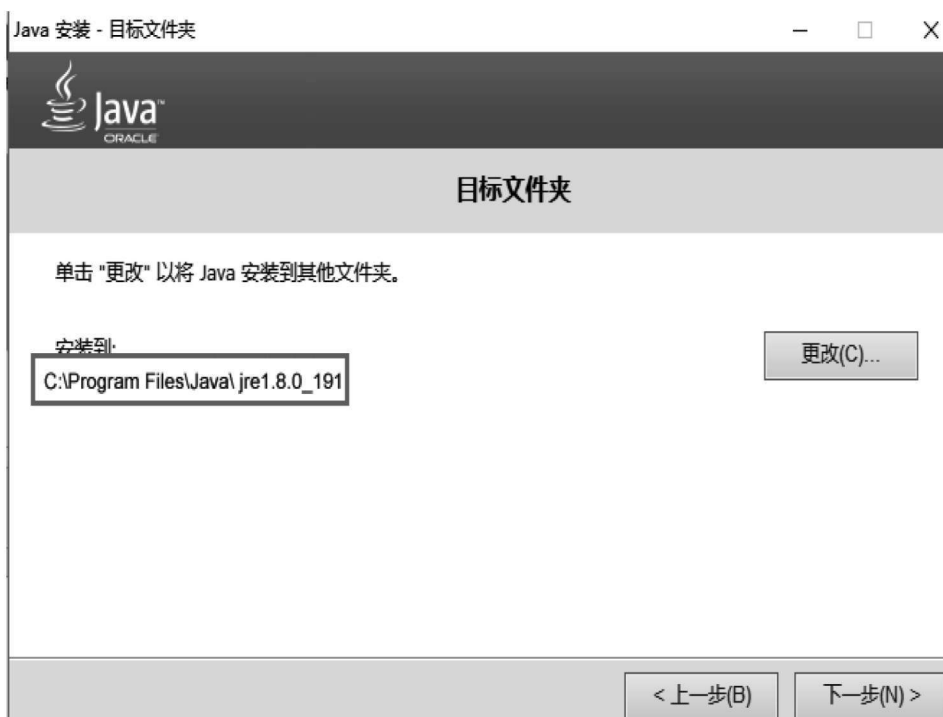 Java 安装 - 目标文件夹
Java™
ORACLE
目标文件夹
单击 "更改" 以将 Java 安装到其他文件夹。
安装到:
更改(C)...
C:\Program Files\Java\ jre1.8.0_191
< 上一步(B)
下一步(N) >